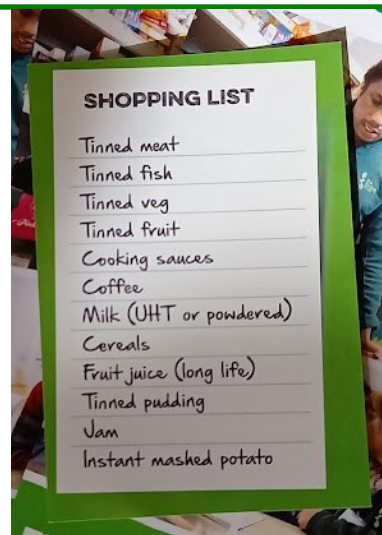 SHOPPING LIST
Tinned meat
Tinned fish
Tinned veg
Tinned fruit
Cooking sauces
Coffee
Milk (UHT or powdered)
Cereals
Fruit juice (long life)
Tinned pudding
Jam
Instant mashed potato